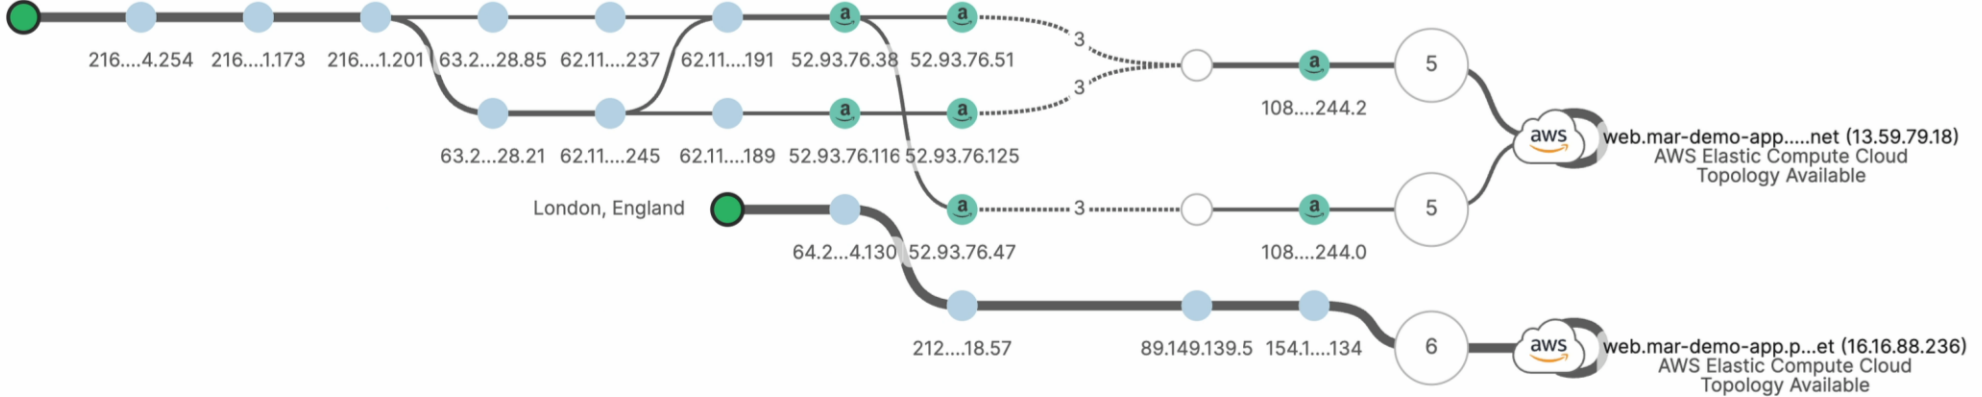 216....4.254 216....1.173 216....1.201 63.2...28.85 62.11....237 62.11....191 a 52.93.76.38 a 52.93.76.51
3
3
a
108....244.2
5
63.2...28.21 62.11....245 62.11....189 a 52.93.76.116 a 52.93.76.125
aws
web.mar-demo-app.....net (13.59.79.18)
AWS Elastic Compute Cloud
Topology Available
London, England
64.2...4.130 a 52.93.76.47
3
a
108....244.0
5
212....18.57 89.149.139.5 154.1....134
6
aws
web.mar-demo-app.p...et (16.16.88.236)
AWS Elastic Compute Cloud
Topology Available